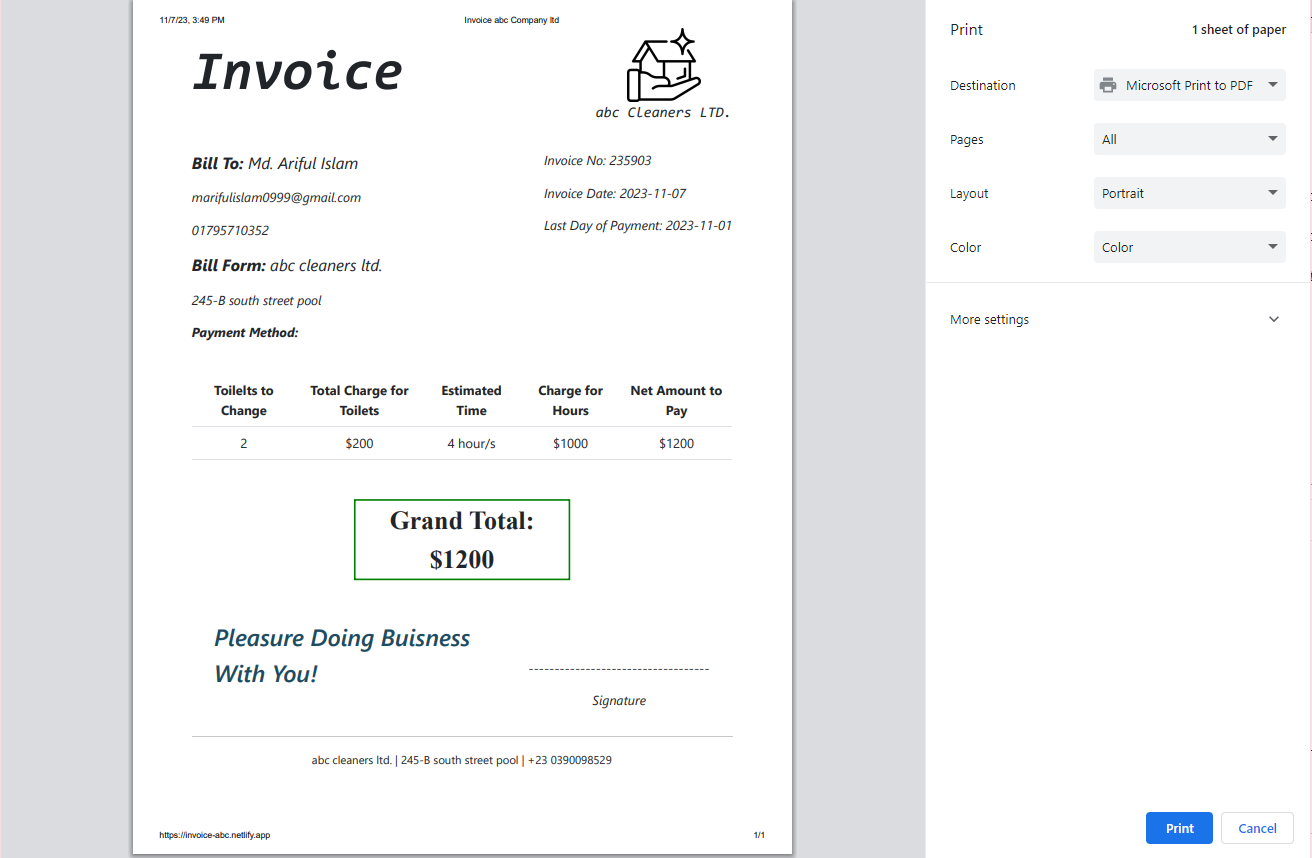 11/7/23, 3:49 PM
Invoice abc Company ltd
Invoice
abc Cleaners LTD.
Bill To: Md. Ariful Islam
marifulislam0999@gmail.com
01795710352
Invoice No: 235903
Invoice Date: 2023-11-07
Last Day of Payment: 2023-11-01
Bill Form: abc cleaners ltd.
245-B south street pool
Payment Method:
Toilelts to Change
Total Charge for Toilets
Estimated Time
Charge for Hours
Net Amount to Pay
2 $200 4 hour/s $1000 $1200
Grand Total:
$1200
Pleasure Doing Buisness
With You!
----------------------------------
Signature
abc cleaners ltd. | 245-B south street pool | +23 0390098529
https://invoice-abc.netlify.app
1/1
Print
1 sheet of paper
Destination
Microsoft Print to PDF
Pages
All
Layout
Portrait
Color
Color
More settings
Print
Cancel